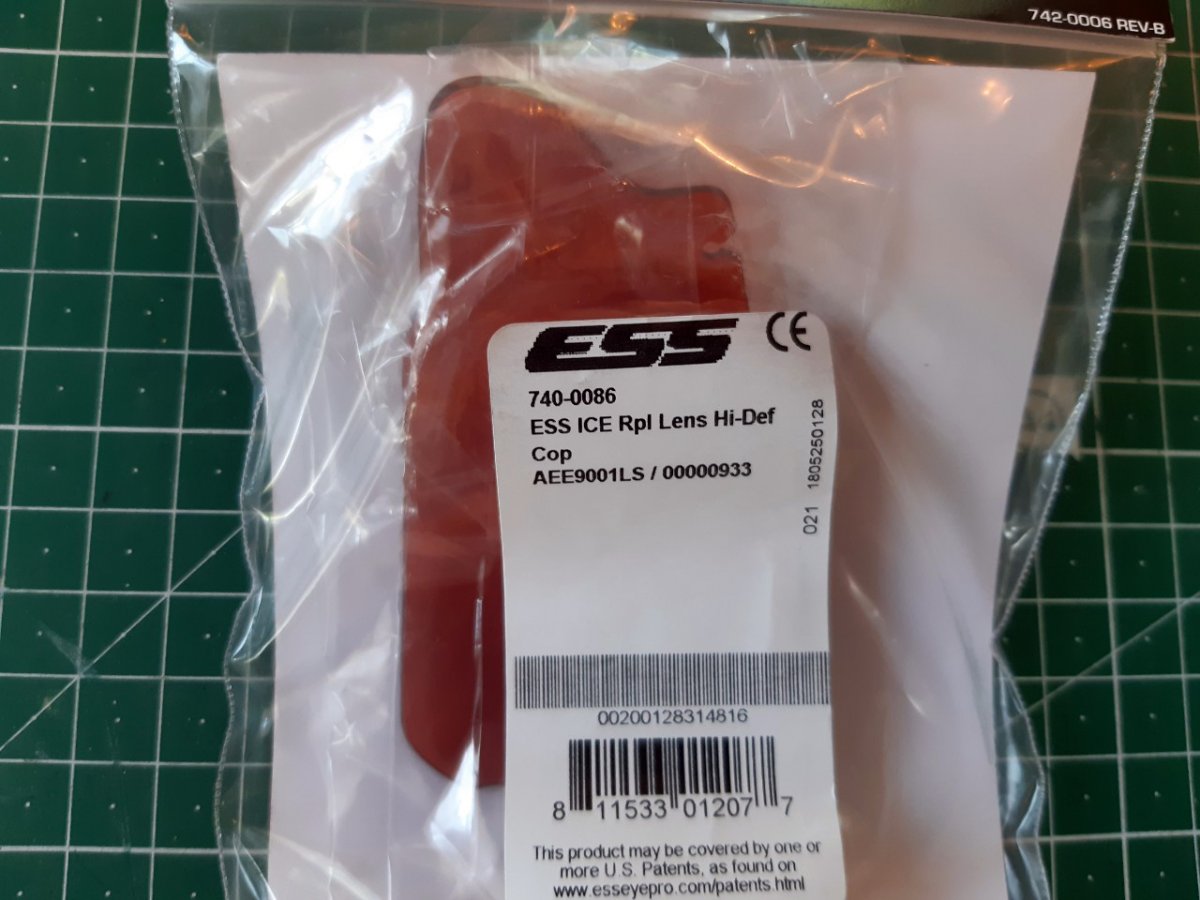 742-0006 REV-B
ESS CE
740-0086
ESS ICE Rpl Lens Hi-Def
Cop
AEE9001LS / 00000933
021 1805250128
00200128314816
8 11533 01207 7
This product may be covered by one or
more U.S. Patents, as found on
www.esseyepro.com/patents.html